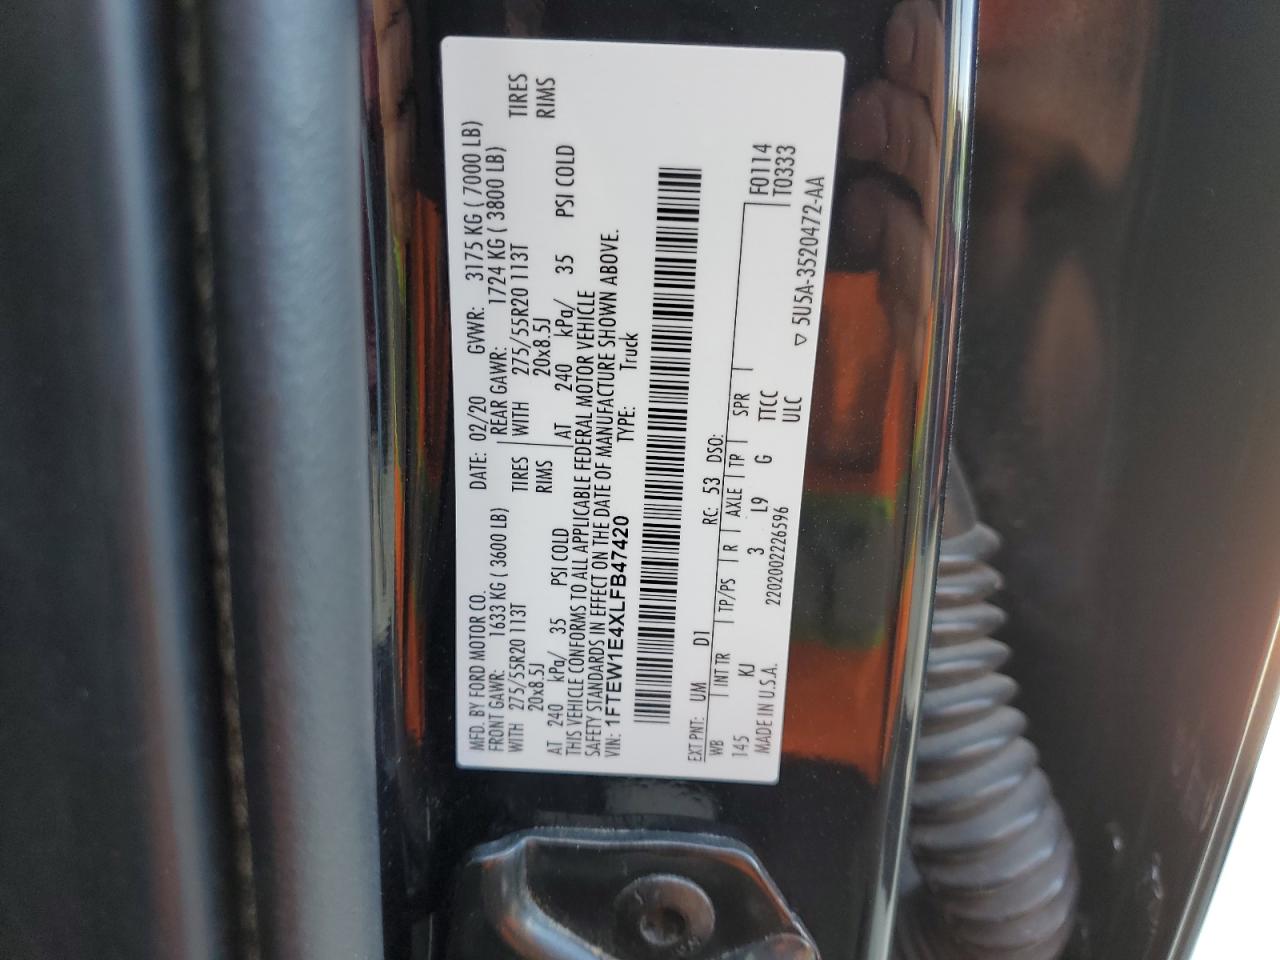 MFD. BY FORD MOTOR CO. DATE: 02/20 GVWR: 3175 KG ( 7000 LB)
FRONT GAWR: 1633 KG ( 3600 LB) REAR GAWR: 1724 KG ( 3800 LB)
WITH 275/55R20 113T TIRES WITH 275/55R20 113T TIRES
20x8.5J RIMS 20x8.5J RIMS
AT 240 kPa/ 35 PSI COLD AT 240 kPa/ 35 PSI COLD
THIS VEHICLE CONFORMS TO ALL APPLICABLE FEDERAL MOTOR VEHICLE
SAFETY STANDARDS IN EFFECT ON THE DATE OF MANUFACTURE SHOWN ABOVE.
VIN: 1FTEW1E4XLFB47420 TYPE: Truck
EXT PNT: UM D1 RC: 53 DSO:
WB INT TR TP/PS R AXLE TP SPR F0114
145 KJ 3 L9 G TTCC T0333
MADE IN U.S.A. 2202002226596 ULC
▽ 5U5A-3520472-AA